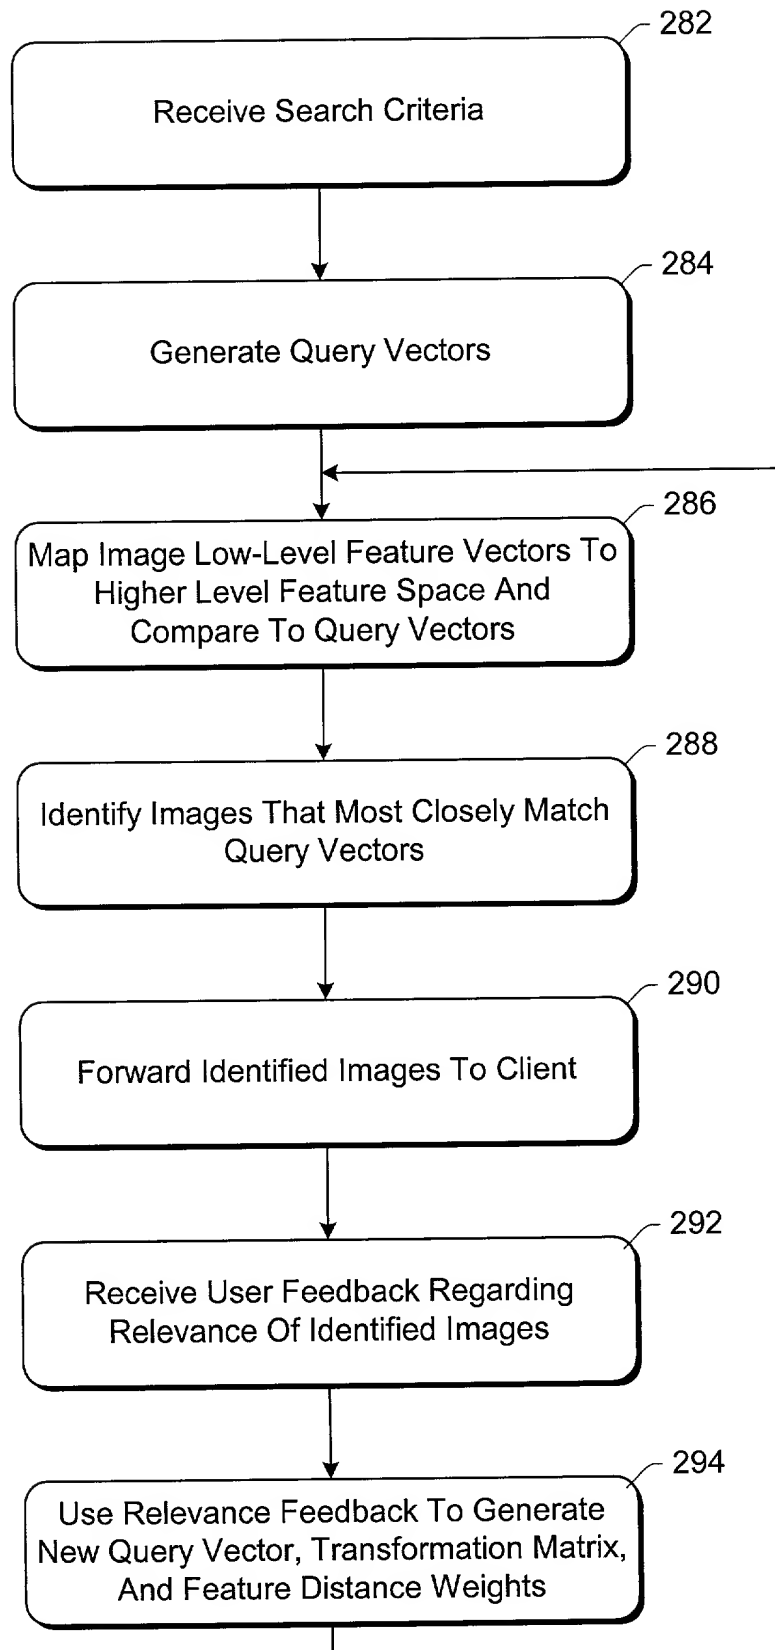 282
Receive Search Criteria
284
Generate Query Vectors
286
Map Image Low-Level Feature Vectors To
Higher Level Feature Space And
Compare To Query Vectors
288
Identify Images That Most Closely Match
Query Vectors
290
Forward Identified Images To Client
292
Receive User Feedback Regarding
Relevance Of Identified Images
294
Use Relevance Feedback To Generate
New Query Vector, Transformation Matrix,
And Feature Distance Weights